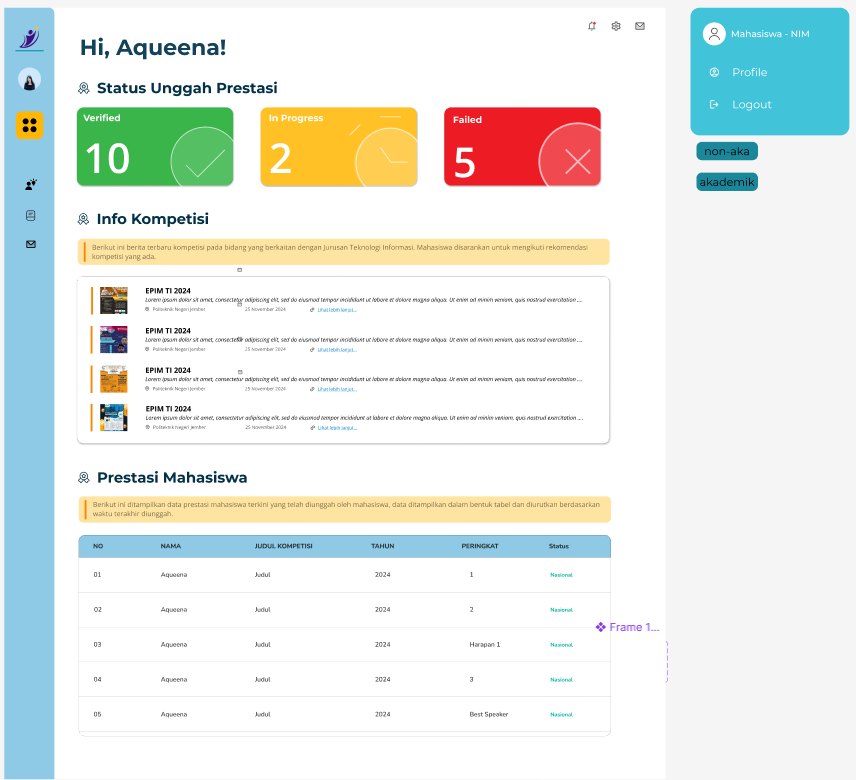 Hi, Aqueena!
Status Unggah Prestasi
Verified
10
In Progress
2
Failed
5
Info Kompetisi
Berikut ini berita terbaru kompetisi pada bidang yang berkaitan dengan Jurusan Teknologi Informasi. Mahasiswa disarankan untuk mengikuti rekomendasi
kompetisi yang ada.
EPIM TI 2024
Lorem ipsum dolor sit amet, consectetur adipiscing elit, sed do eiusmod tempor incididunt ut labore et dolore magna aliqua. Ut enim ad minim veniam, quis nostrud exercitation ....
Politeknik Negeri Jember 25 November 2024 Lihat lebih lanjut...
EPIM TI 2024
Lorem ipsum dolor sit amet, consectetur adipiscing elit, sed do eiusmod tempor incididunt ut labore et dolore magna aliqua. Ut enim ad minim veniam, quis nostrud exercitation ....
Politeknik Negeri Jember 25 November 2024 Lihat lebih lanjut...
EPIM TI 2024
Lorem ipsum dolor sit amet, consectetur adipiscing elit, sed do eiusmod tempor incididunt ut labore et dolore magna aliqua. Ut enim ad minim veniam, quis nostrud exercitation ....
Politeknik Negeri Jember 25 November 2024 Lihat lebih lanjut...
EPIM TI 2024
Lorem ipsum dolor sit amet, consectetur adipiscing elit, sed do eiusmod tempor incididunt ut labore et dolore magna aliqua. Ut enim ad minim veniam, quis nostrud exercitation ....
Politeknik Negeri Jember 25 November 2024 Lihat lebih lanjut...
Prestasi Mahasiswa
Berikut ini ditampilkan data prestasi mahasiswa terkini yang telah diunggah oleh mahasiswa, data ditampilkan dalam bentuk tabel dan diurutkan berdasarkan
waktu terakhir diunggah.
NO NAMA JUDUL KOMPETISI TAHUN PERINGKAT Status
01 Aqueena Judul 2024 1 Nasional
02 Aqueena Judul 2024 2 Nasional
Frame 1...
03 Aqueena Judul 2024 Harapan 1 Nasional
04 Aqueena Judul 2024 3 Nasional
05 Aqueena Judul 2024 Best Speaker Nasional
Mahasiswa - NIM
Profile
Logout
non-aka
akademik